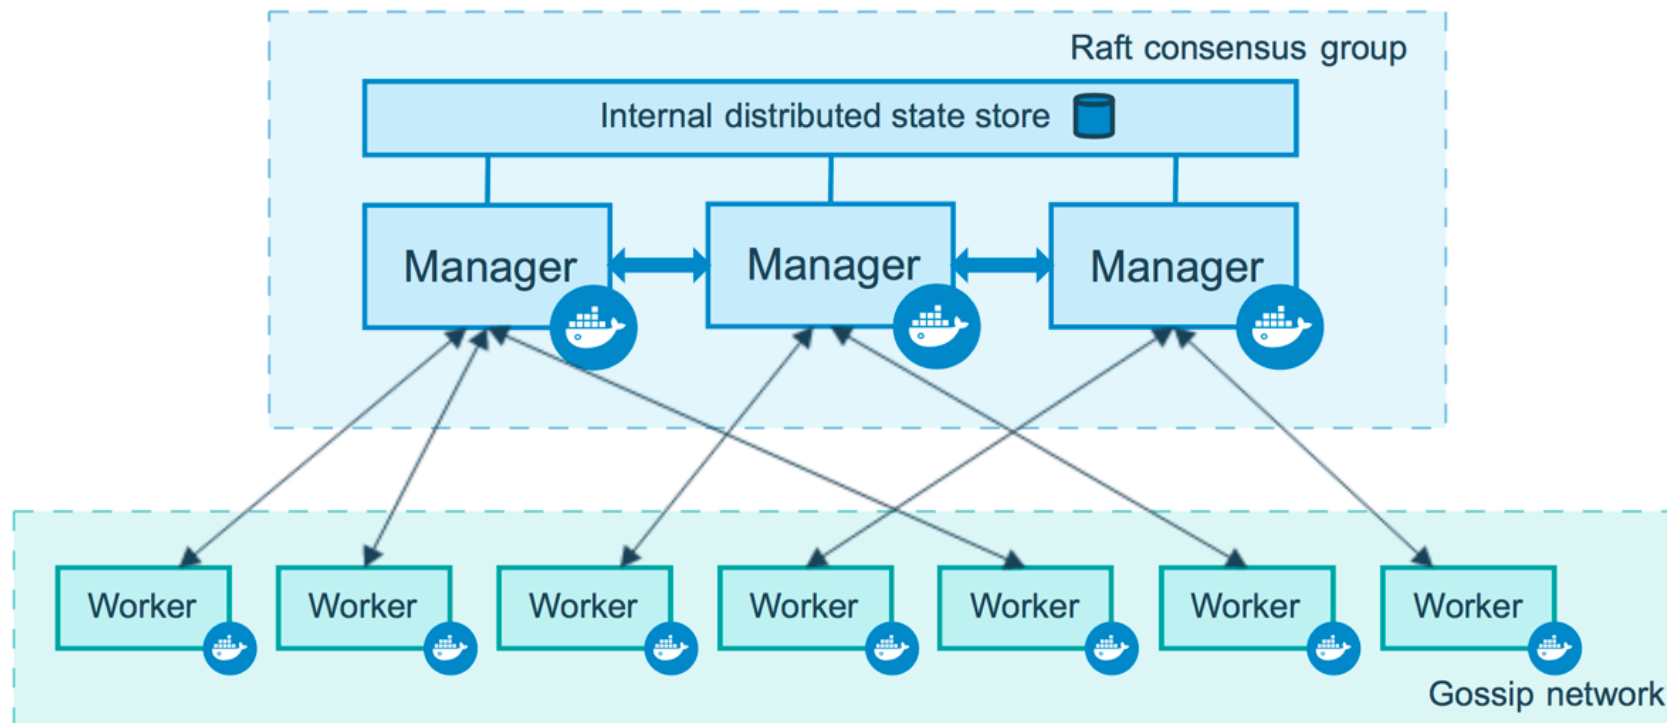 Raft consensus group
Internal distributed state store
Manager
Manager
Manager
Worker
Worker
Worker
Worker
Worker
Worker
Worker
Gossip network